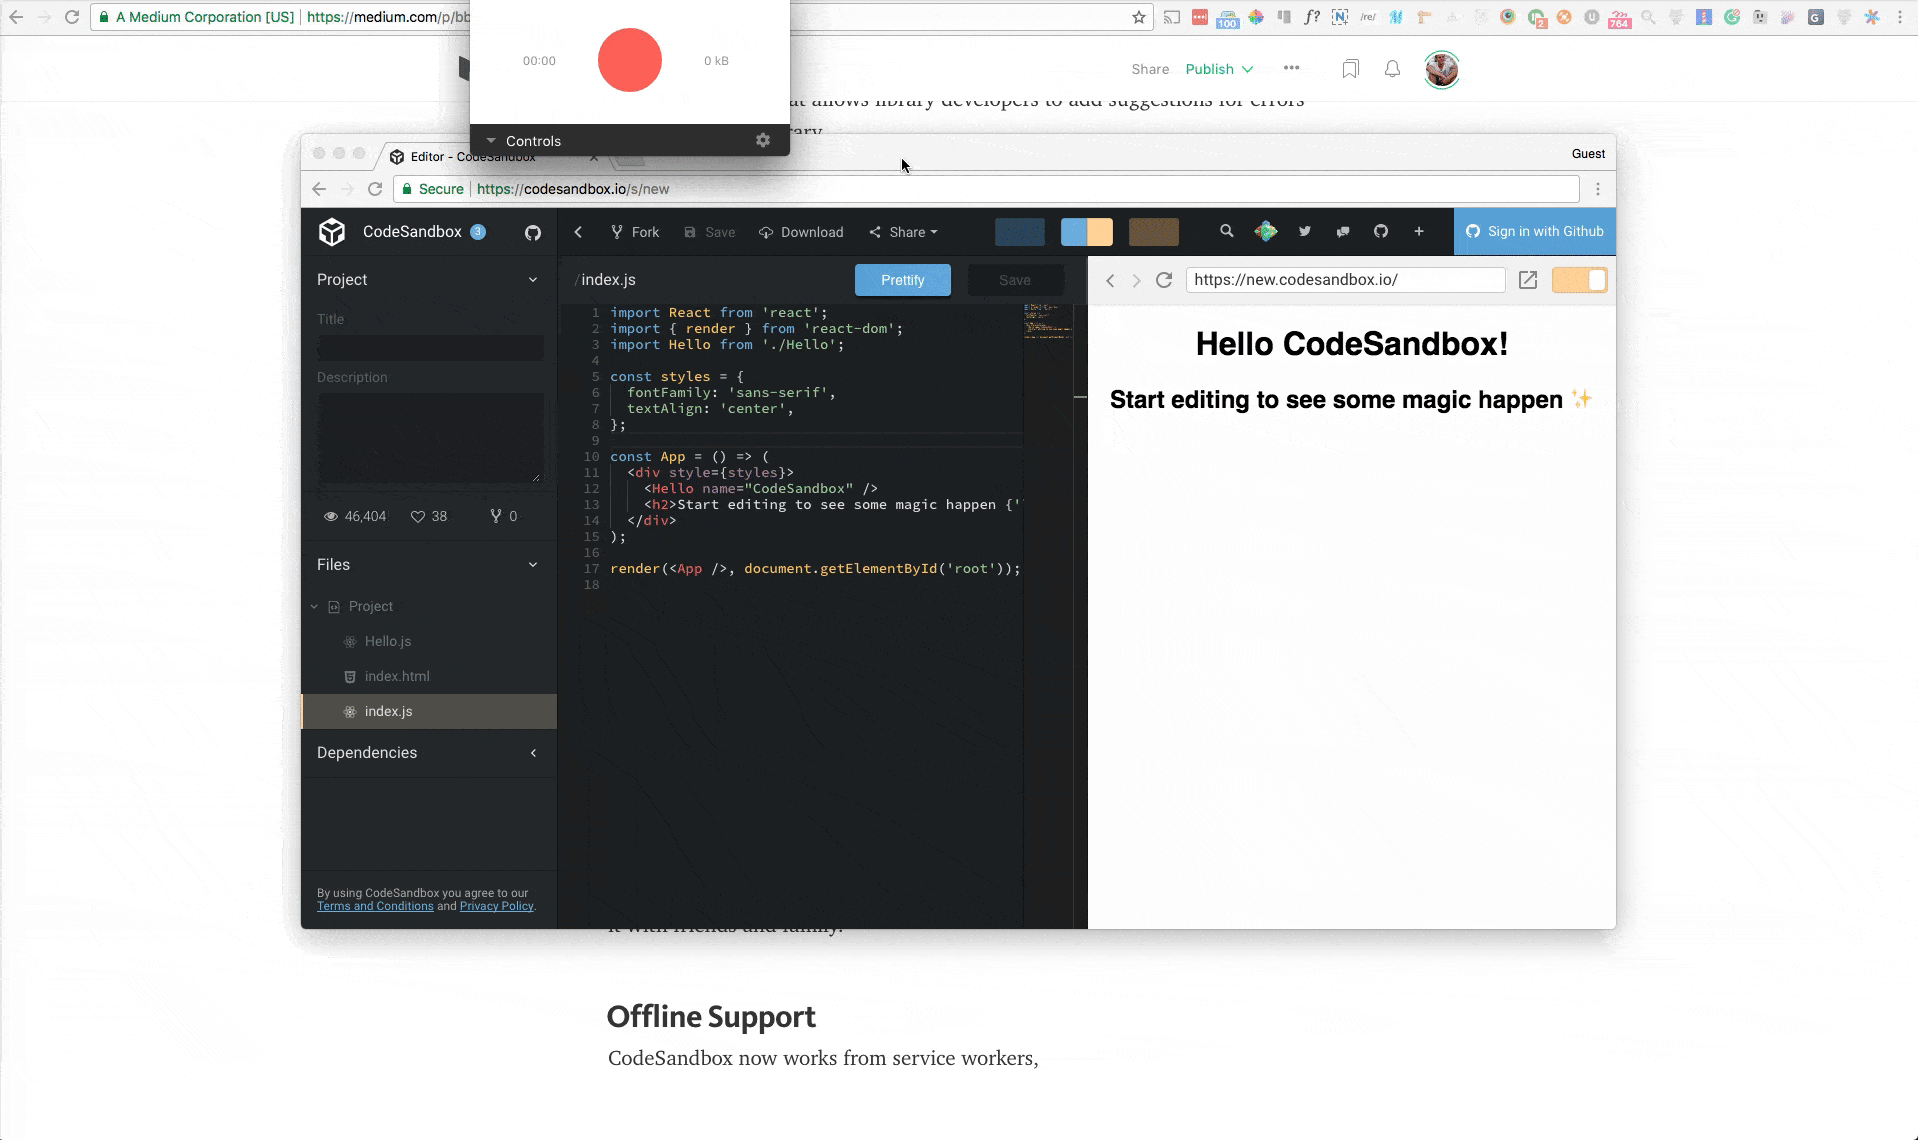 A Medium Corporation [US] | https://medium.com/p/bb
100
f?
N
/re/
2
U
764
G
00:00
0 kB
Controls
Share
Publish
at allows library developers to add suggestions for errors
rary
Editor - CodeSandbox
Guest
Secure | https://codesandbox.io/s/new
CodeSandbox 3
Fork
Save
Download
Share
Sign in with Github
Project
/index.js
Prettify
Save
https://new.codesandbox.io/
Title
Description
1 import React from 'react';
2 import { render } from 'react-dom';
3 import Hello from './Hello';
4
5 const styles = {
6 fontFamily: 'sans-serif',
7 textAlign: 'center',
8 };
9
10 const App = () => (
11 <div style={styles}>
12 <Hello name="CodeSandbox" />
13 <h2>Start editing to see some magic happen {'
14 </div>
15 );
16
17 render(<App />, document.getElementById('root'));
18
Hello CodeSandbox!
Start editing to see some magic happen ✨
46,404
38
0
Files
Project
Hello.js
index.html
index.js
Dependencies
By using CodeSandbox you agree to our
Terms and Conditions and Privacy Policy.
it with friends and family.
Offline Support
CodeSandbox now works from service workers,